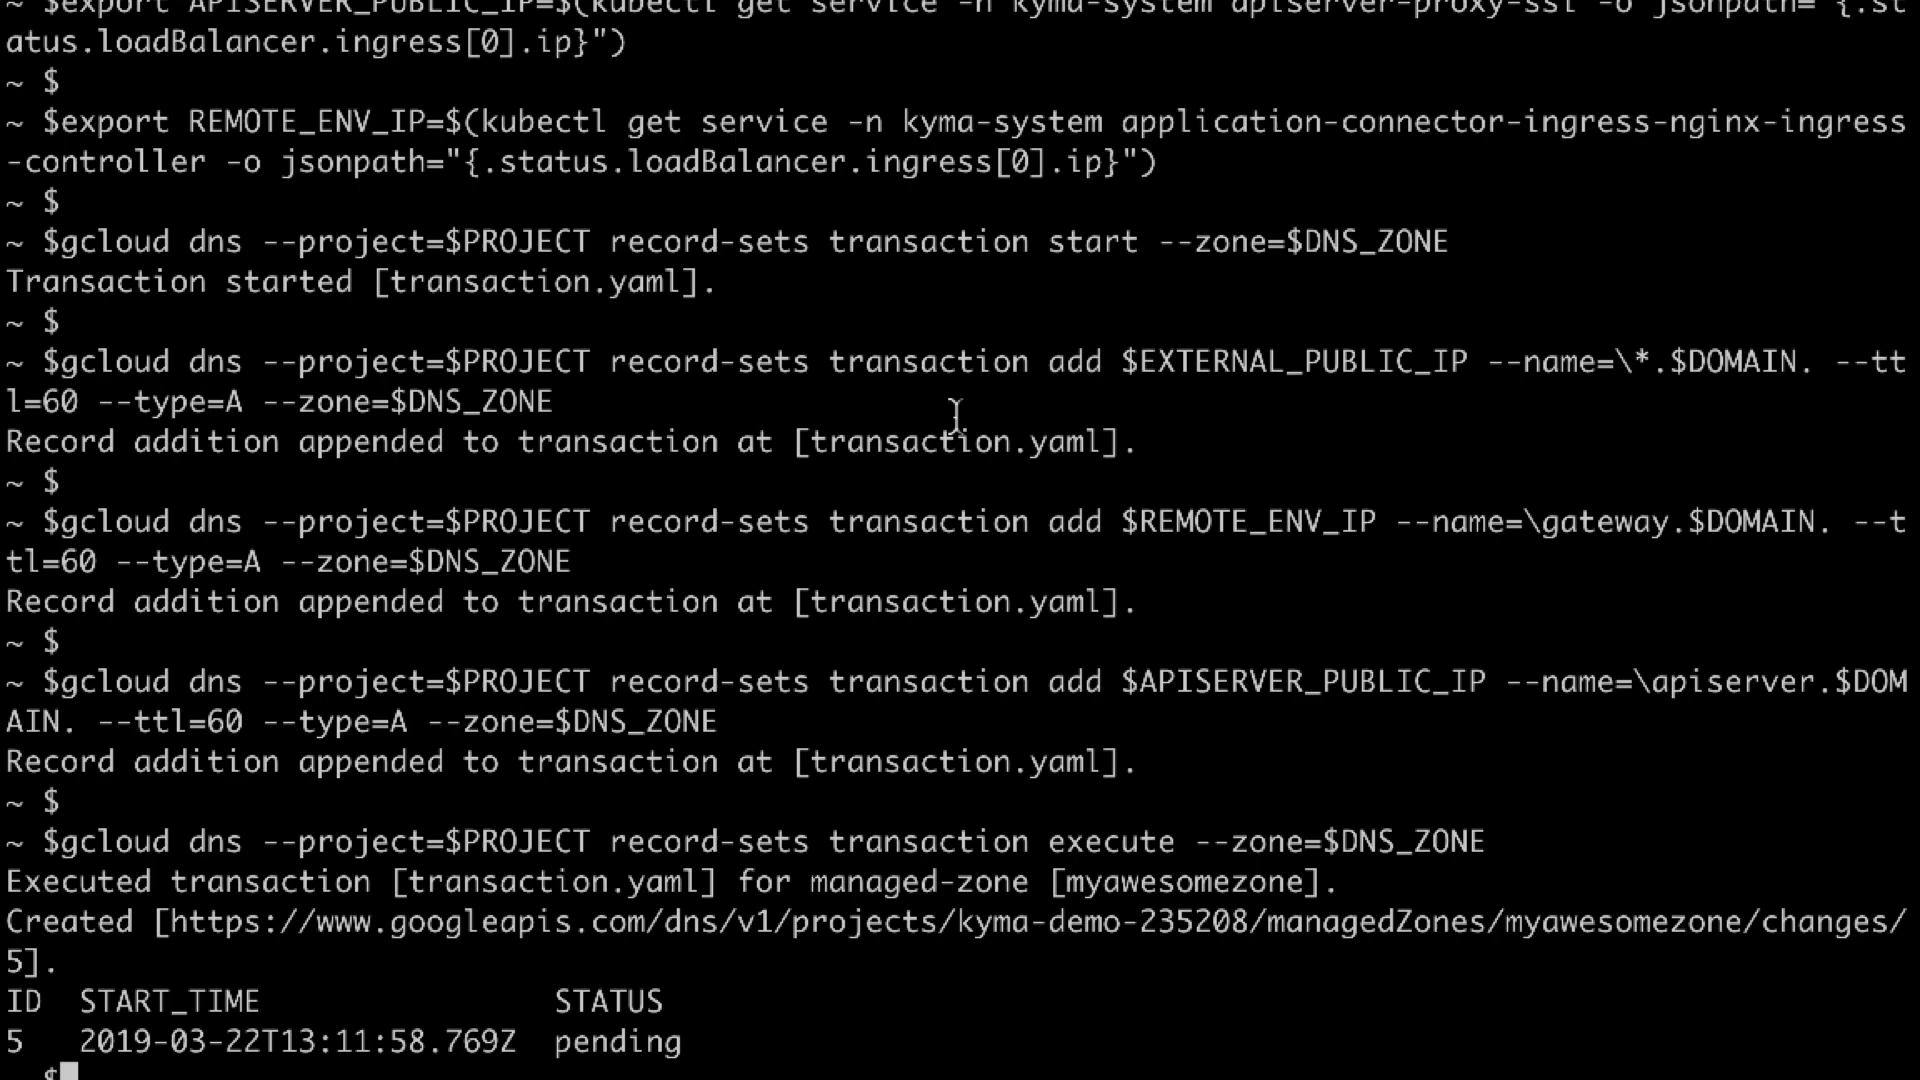 ~ $export APISERVER_PUBLIC_IP=$(kubectl get service -n kyma-system apiserver-proxy-ssl -o jsonpath="{.st
atus.loadBalancer.ingress[0].ip}")
~ $
~ $export REMOTE_ENV_IP=$(kubectl get service -n kyma-system application-connector-ingress-nginx-ingress
-controller -o jsonpath="{.status.loadBalancer.ingress[0].ip}")
~ $
~ $gcloud dns --project=$PROJECT record-sets transaction start --zone=$DNS_ZONE
Transaction started [transaction.yaml].
~ $
~ $gcloud dns --project=$PROJECT record-sets transaction add $EXTERNAL_PUBLIC_IP --name=\*.$DOMAIN. --tt
l=60 --type=A --zone=$DNS_ZONE
Record addition appended to transaction at [transaction.yaml].
~ $
~ $gcloud dns --project=$PROJECT record-sets transaction add $REMOTE_ENV_IP --name=\gateway.$DOMAIN. --t
tl=60 --type=A --zone=$DNS_ZONE
Record addition appended to transaction at [transaction.yaml].
~ $
~ $gcloud dns --project=$PROJECT record-sets transaction add $APISERVER_PUBLIC_IP --name=\apiserver.$DOM
AIN. --ttl=60 --type=A --zone=$DNS_ZONE
Record addition appended to transaction at [transaction.yaml].
~ $
~ $gcloud dns --project=$PROJECT record-sets transaction execute --zone=$DNS_ZONE
Executed transaction [transaction.yaml] for managed-zone [myawesomezone].
Created [https://www.googleapis.com/dns/v1/projects/kyma-demo-235208/managedZones/myawesomezone/changes/
5].
ID  START_TIME                STATUS
5   2019-03-22T13:11:58.769Z  pending
$